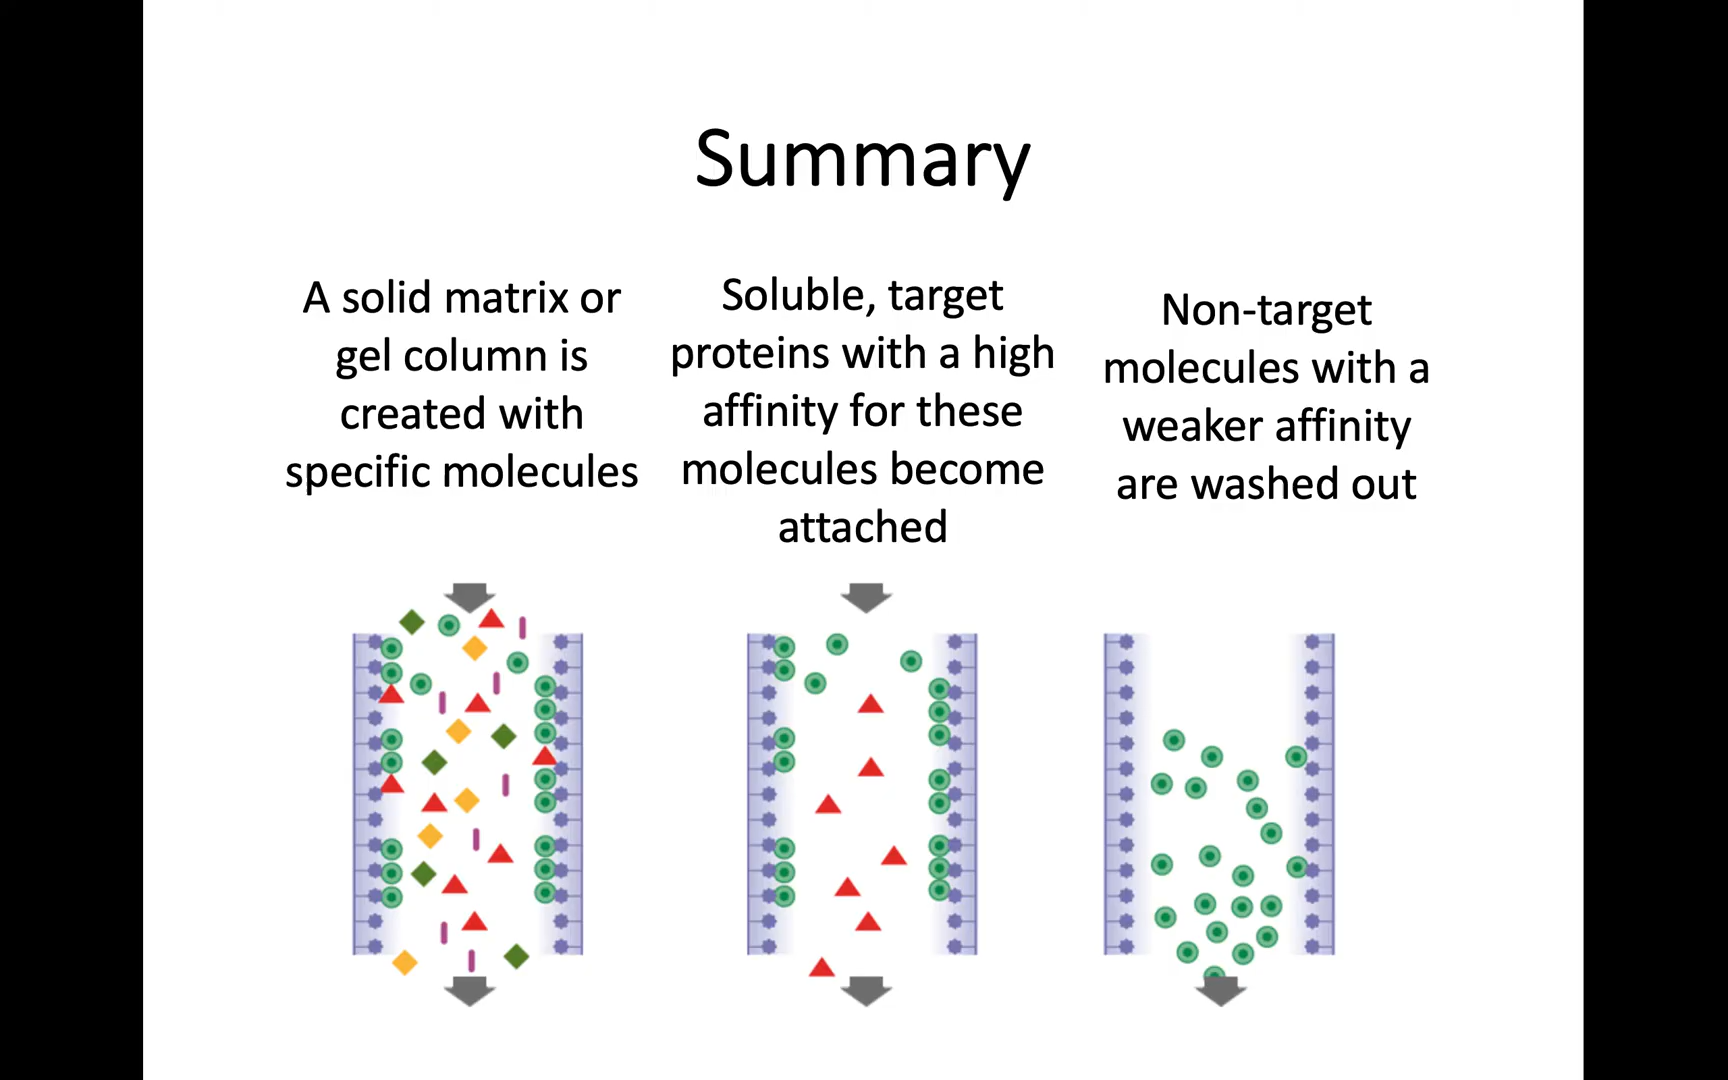 Summary
A solid matrix or
gel column is
created with
specific molecules
Soluble, target
proteins with a high
affinity for these
molecules become
attached
Non-target
molecules with a
weaker affinity
are washed out